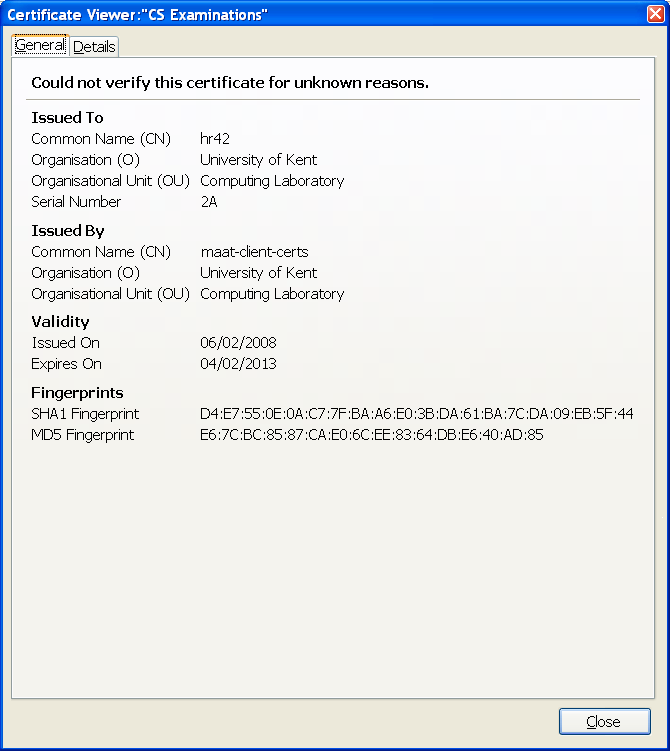 Certificate Viewer:"CS Examinations"
General Details
Could not verify this certificate for unknown reasons.
Issued To
Common Name (CN) hr42
Organisation (O) University of Kent
Organisational Unit (OU) Computing Laboratory
Serial Number 2A
Issued By
Common Name (CN) maat-client-certs
Organisation (O) University of Kent
Organisational Unit (OU) Computing Laboratory
Validity
Issued On 06/02/2008
Expires On 04/02/2013
Fingerprints
SHA1 Fingerprint D4:E7:55:0E:0A:C7:7F:BA:A6:E0:3B:DA:61:BA:7C:DA:09:EB:5F:44
MD5 Fingerprint E6:7C:BC:85:87:CA:E0:6C:EE:83:64:DB:E6:40:AD:85
Close